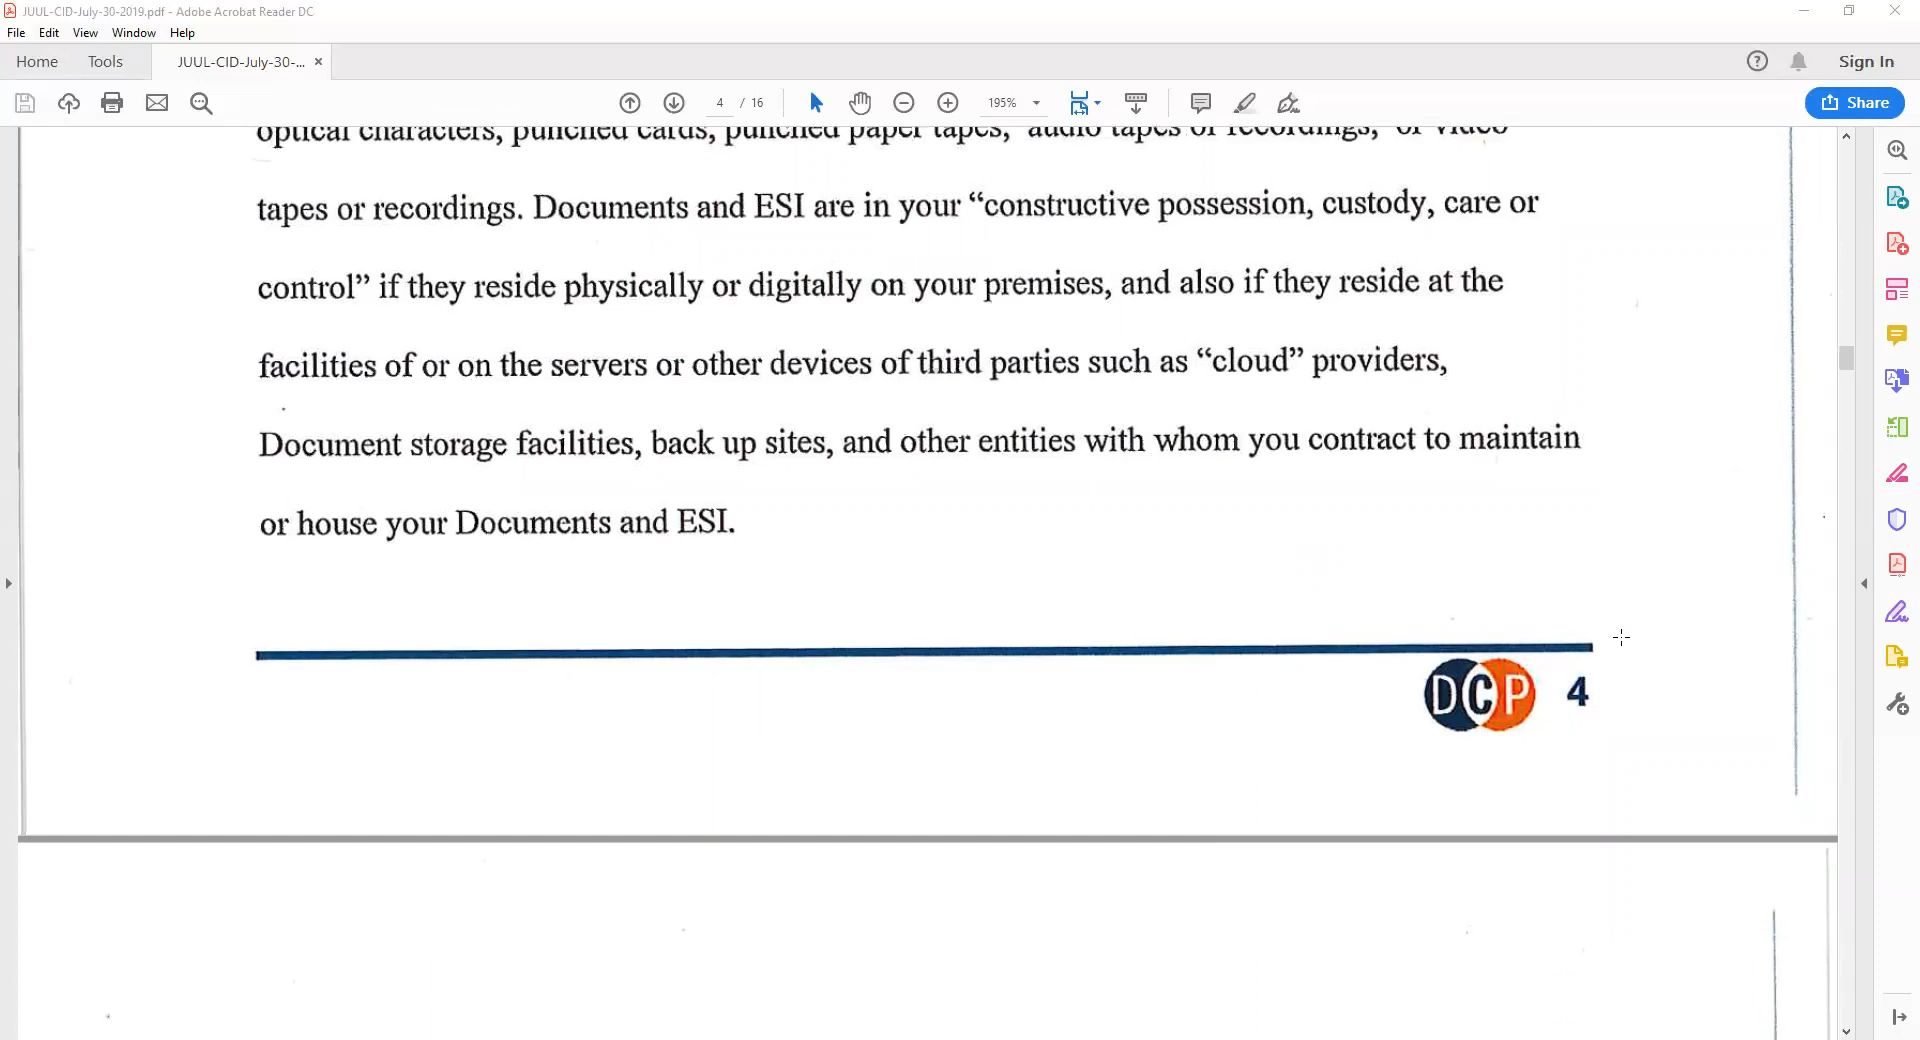 JUUL-CID-July-30-2019.pdf - Adobe Acrobat Reader DC
File Edit View Window Help
Home Tools JUUL-CID-July-30-... × Sign In
4 / 16 195% Share
optical characters, punched cards, punched paper tapes, audio tapes or recordings, or video
tapes or recordings. Documents and ESI are in your “constructive possession, custody, care or
control” if they reside physically or digitally on your premises, and also if they reside at the
facilities of or on the servers or other devices of third parties such as “cloud” providers,
Document storage facilities, back up sites, and other entities with whom you contract to maintain
or house your Documents and ESI.
DCP 4